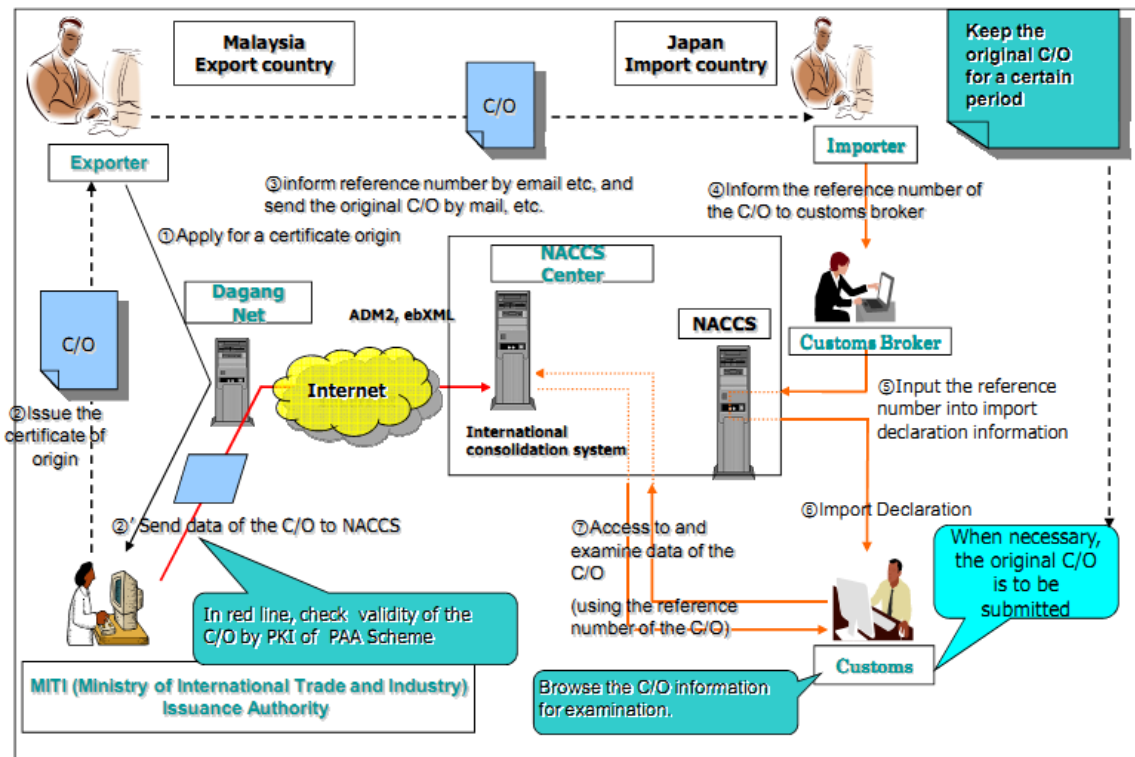 Malaysia
Export country
Japan
Import country
Keep the
original C/O
for a certain
period
C/O
Exporter
Importer
③inform reference number by email etc, and
send the original C/O by mail, etc.
④Inform the reference number of
the C/O to customs broker
①Apply for a certificate origin
NACCS
Center
Dagang
Net
ADM2, ebXML
NACCS
C/O
Internet
Customs Broker
②Issue the
certificate of
origin
⑤Input the reference
number into import
declaration information
International
consolidation system
②' Send data of the C/O to NACCS
⑥Import Declaration
⑦Access to and
examine data of the
C/O
(using the reference
number of the C/O)
When necessary,
the original C/O
is to be
submitted
In red line, check validity of the
C/O by PKI of PAA Scheme
Customs
MITI (Ministry of International Trade and Industry)
Issuance Authority
Browse the C/O information
for examination.